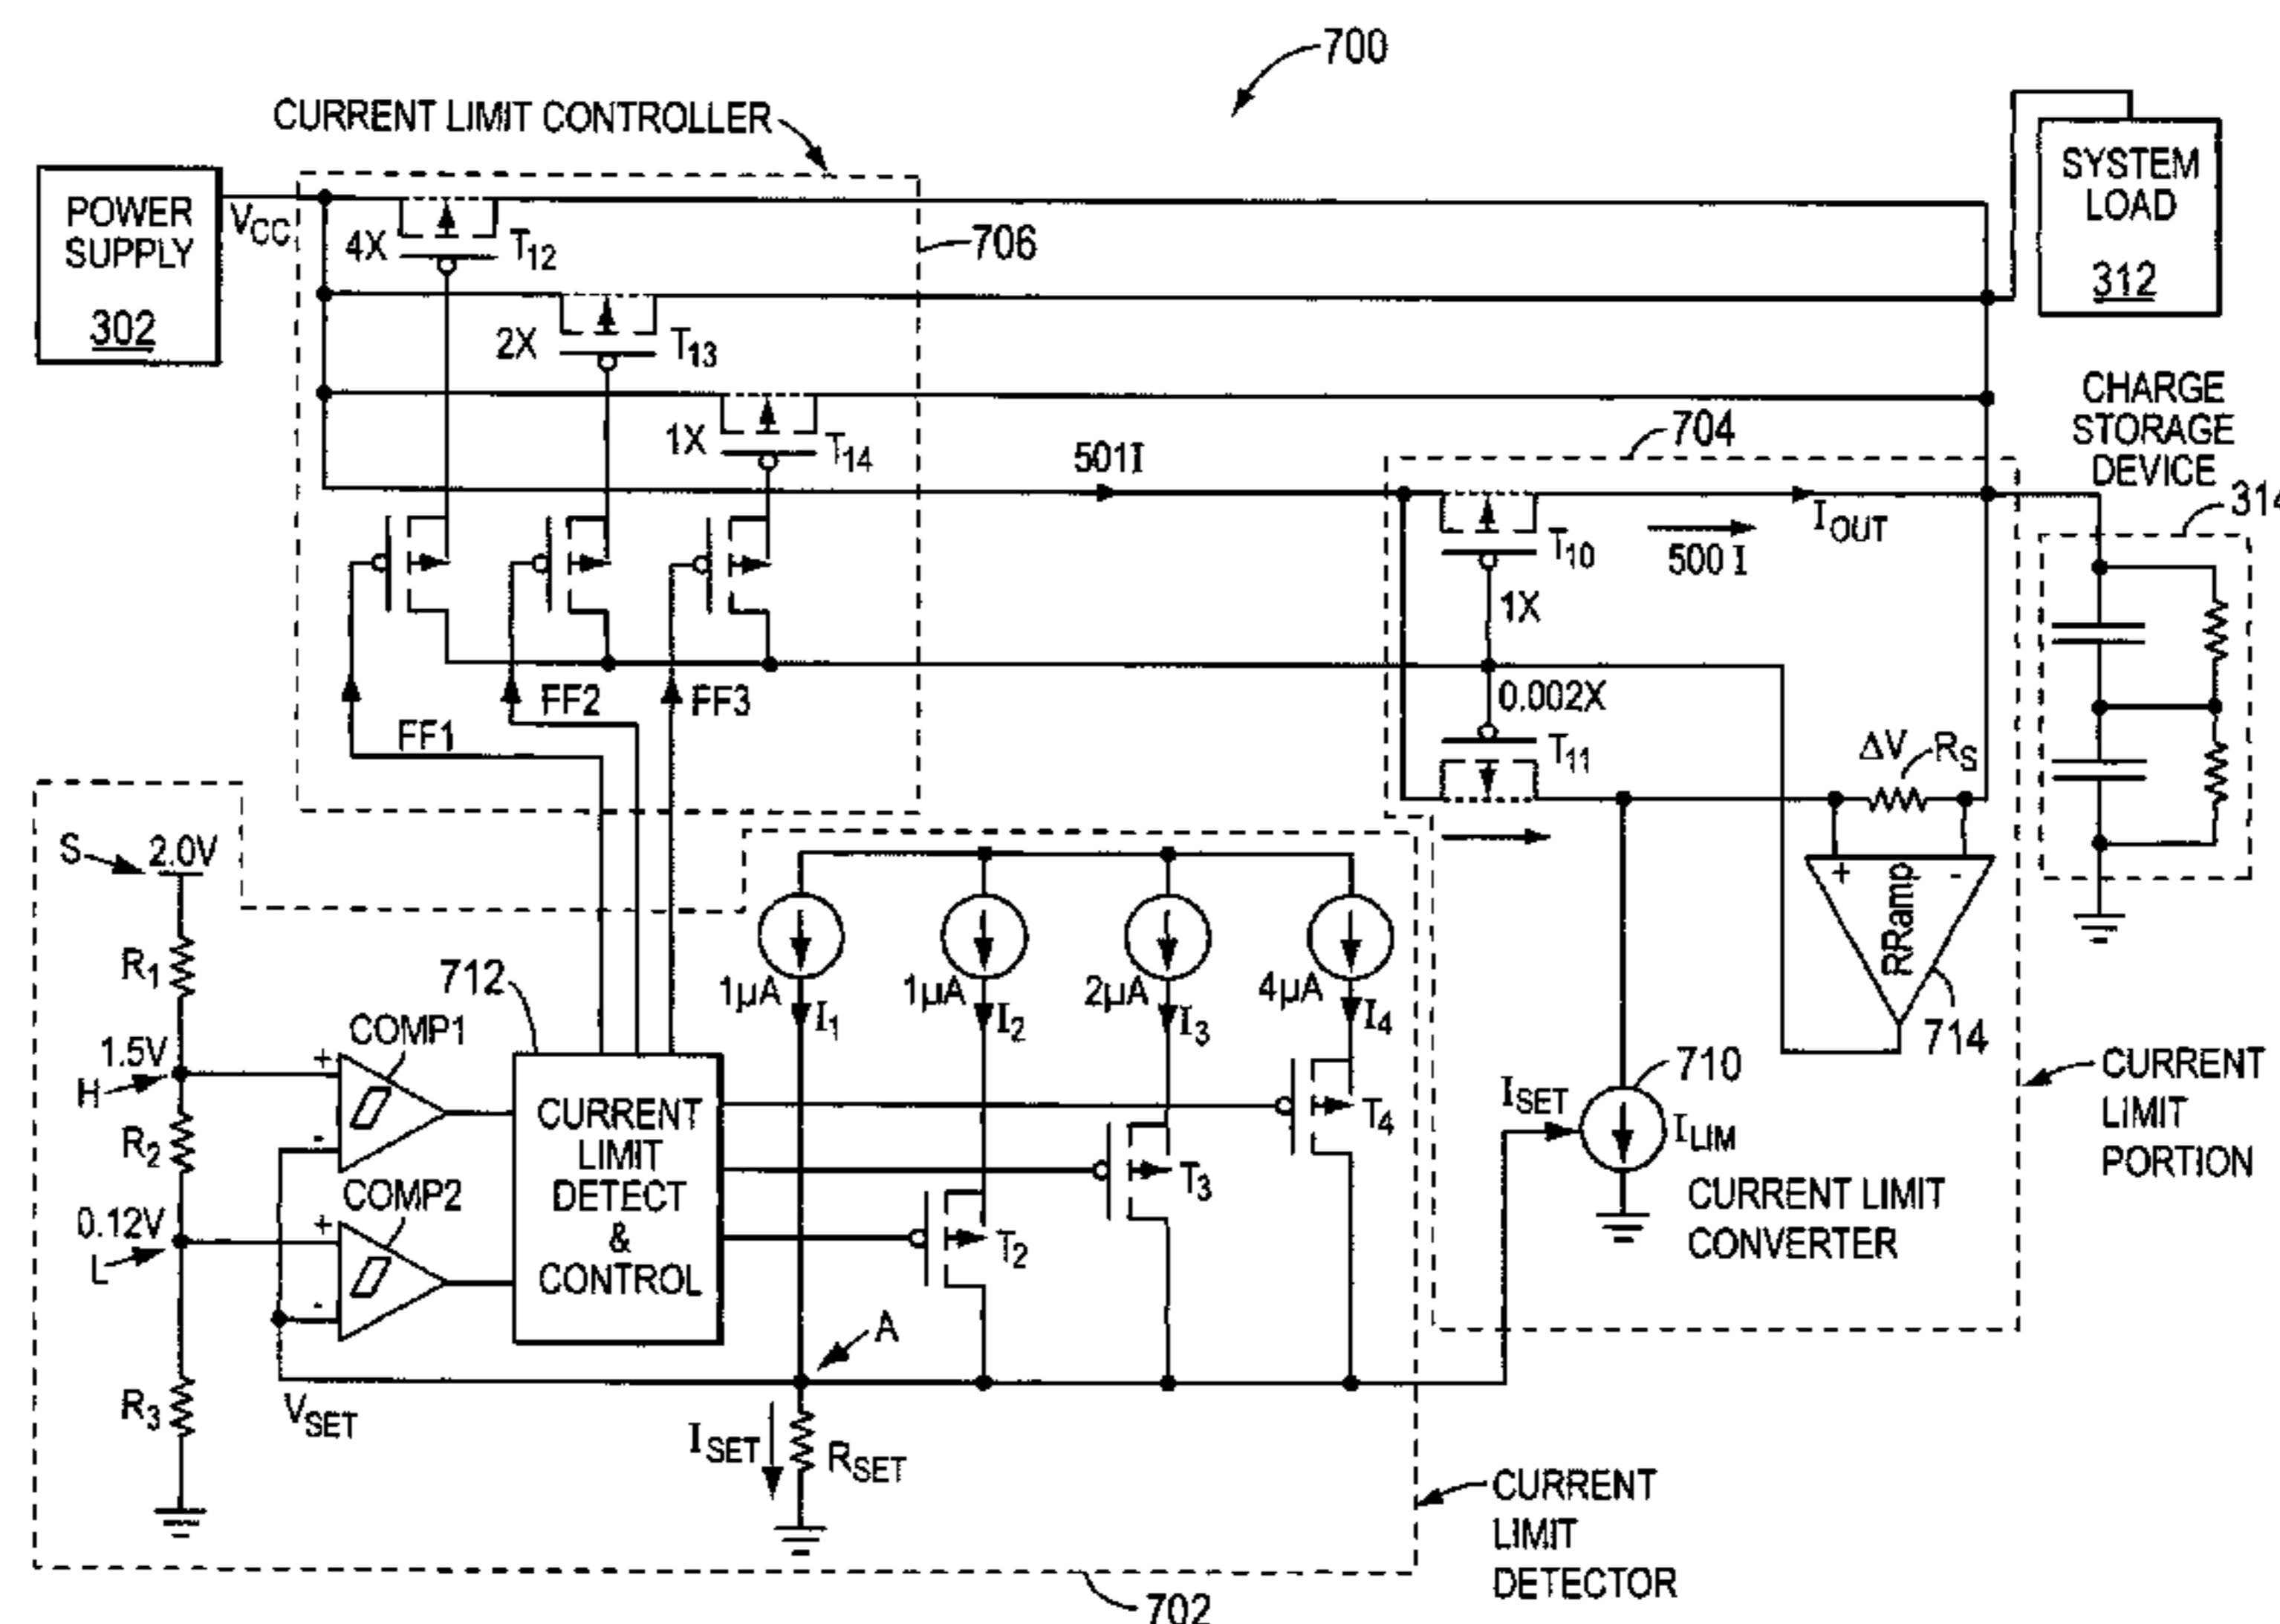 700
CURRENT LIMIT CONTROLLER
POWER
SUPPLY
302
VCC
4X
T12
706
SYSTEM
LOAD
312
2X
T13
1X
T14
501I
704
CHARGE
STORAGE
DEVICE
314
T10
500 I
IOUT
1X
0.002X
T11
ΔV
RS
FF1
FF2
FF3
S
2.0V
R1
1.5V
H
R2
0.12V
L
R3
COMP1
+
-
COMP2
+
-
712
CURRENT
LIMIT
DETECT
&
CONTROL
1μA
I1
1μA
I2
2μA
I3
4μA
I4
T4
T3
T2
+
-
RRamp
714
710
ISET
ILIM
CURRENT LIMIT
CONVERTER
CURRENT
LIMIT
PORTION
A
VSET
ISET
RSET
CURRENT
LIMIT
DETECTOR
702